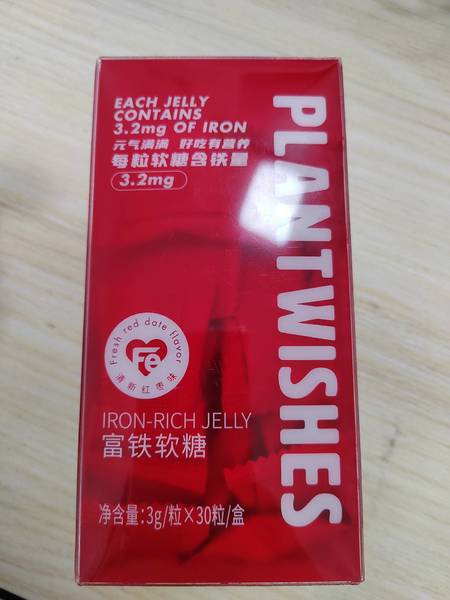 EACH JELLY
CONTAINS
3.2mg OF IRON
元气满满 好吃有营养
每粒软糖含铁量
3.2mg
PLANTWISHES
Fresh red date flavor
Fe
清新红枣味
IRON-RICH JELLY
富铁软糖
净含量:3g/粒×30粒/盒